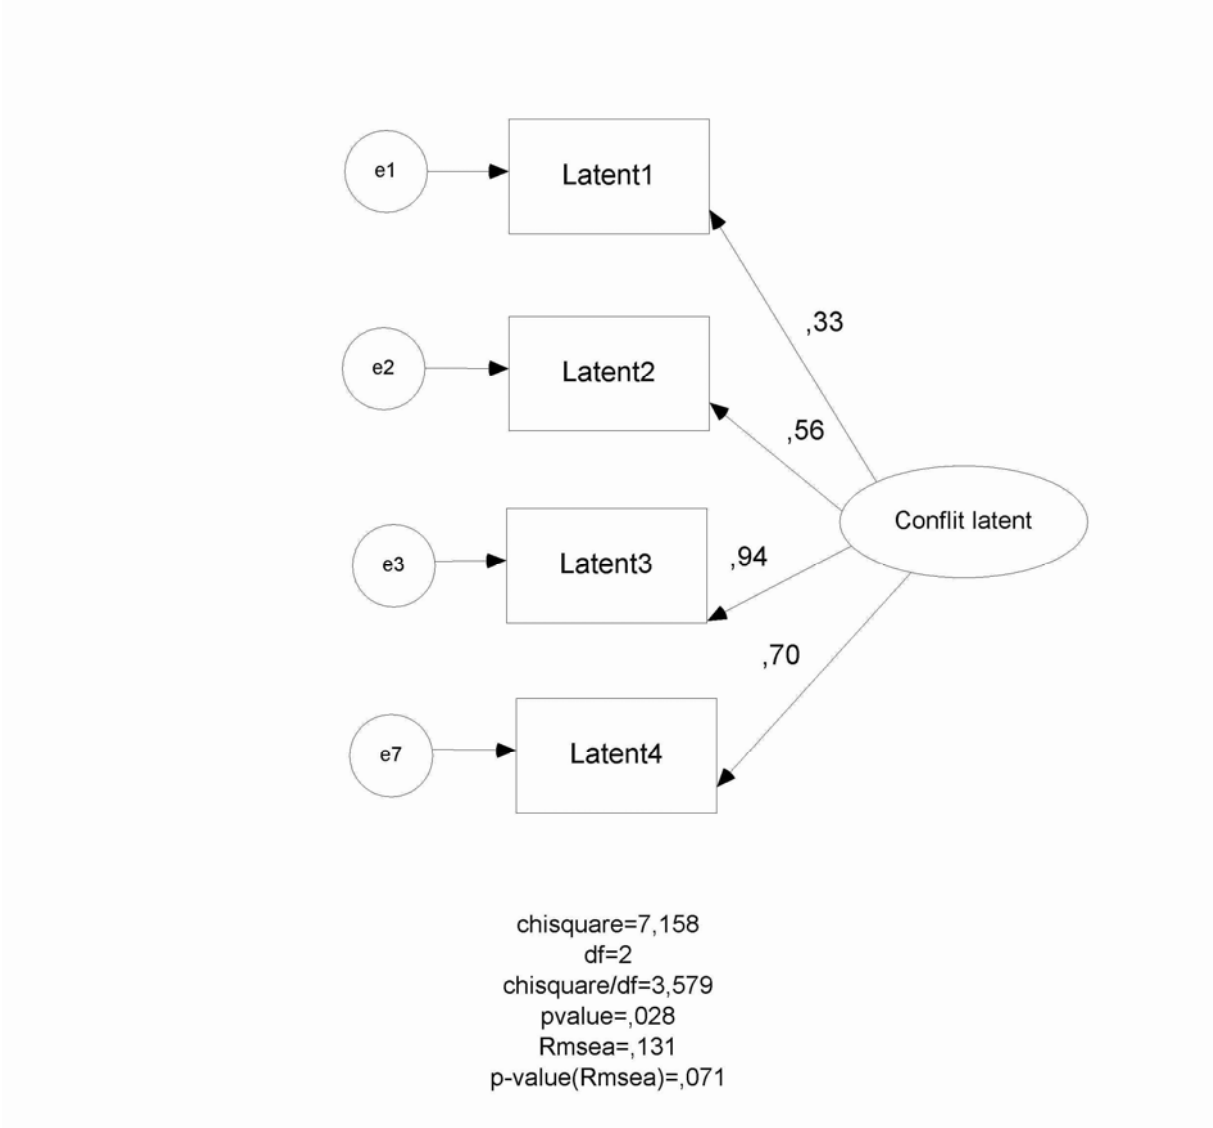 e1
Latent1
,33
e2
Latent2
,56
Conflit latent
e3
Latent3
,94
,70
e7
Latent4
chisquare=7,158
df=2
chisquare/df=3,579
pvalue=,028
Rmsea=,131
p-value(Rmsea)=,071